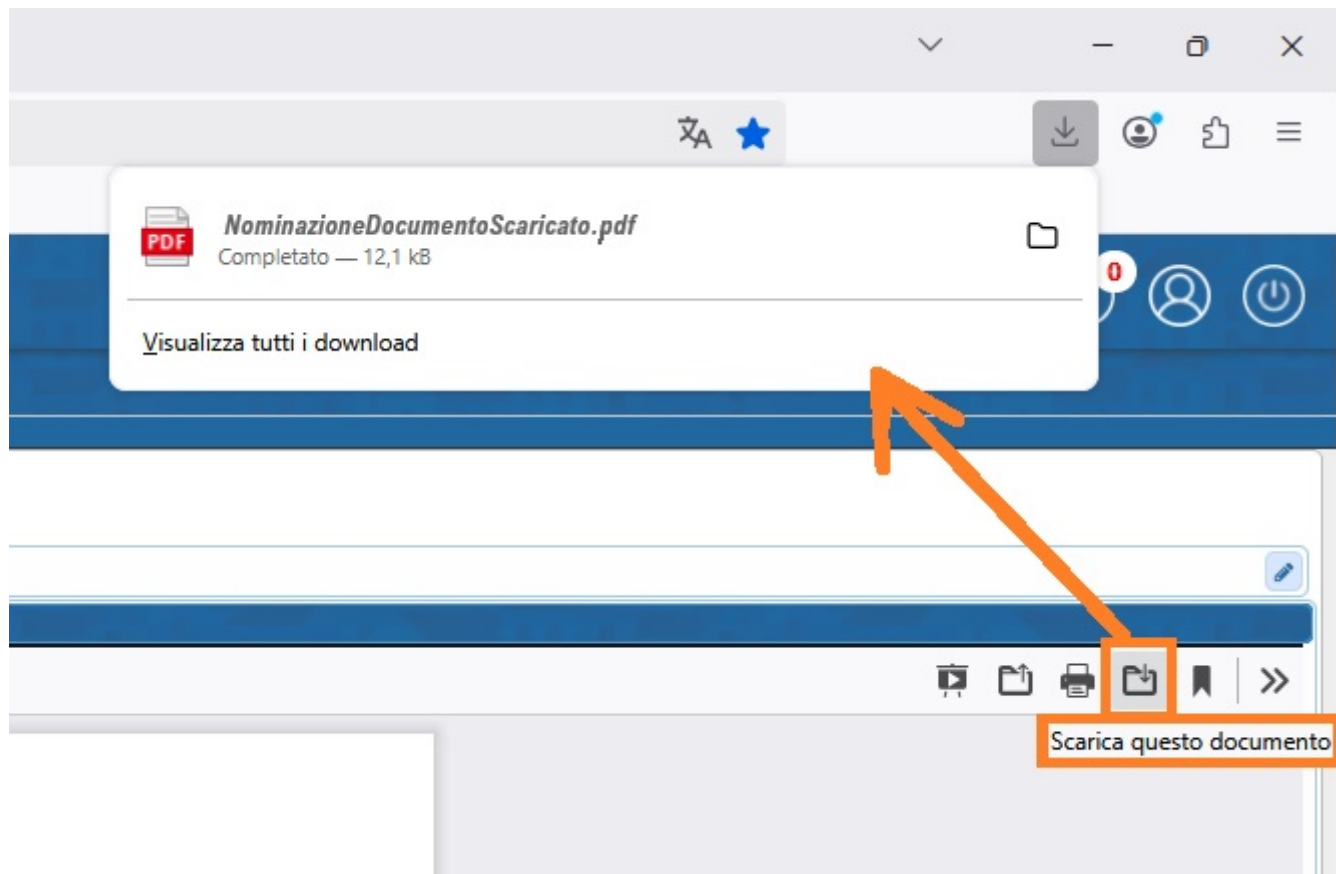 PDF
NominazioneDocumentoScaricato.pdf
Completato — 12,1 kB
0
Visualizza tutti i download
Scarica questo documento